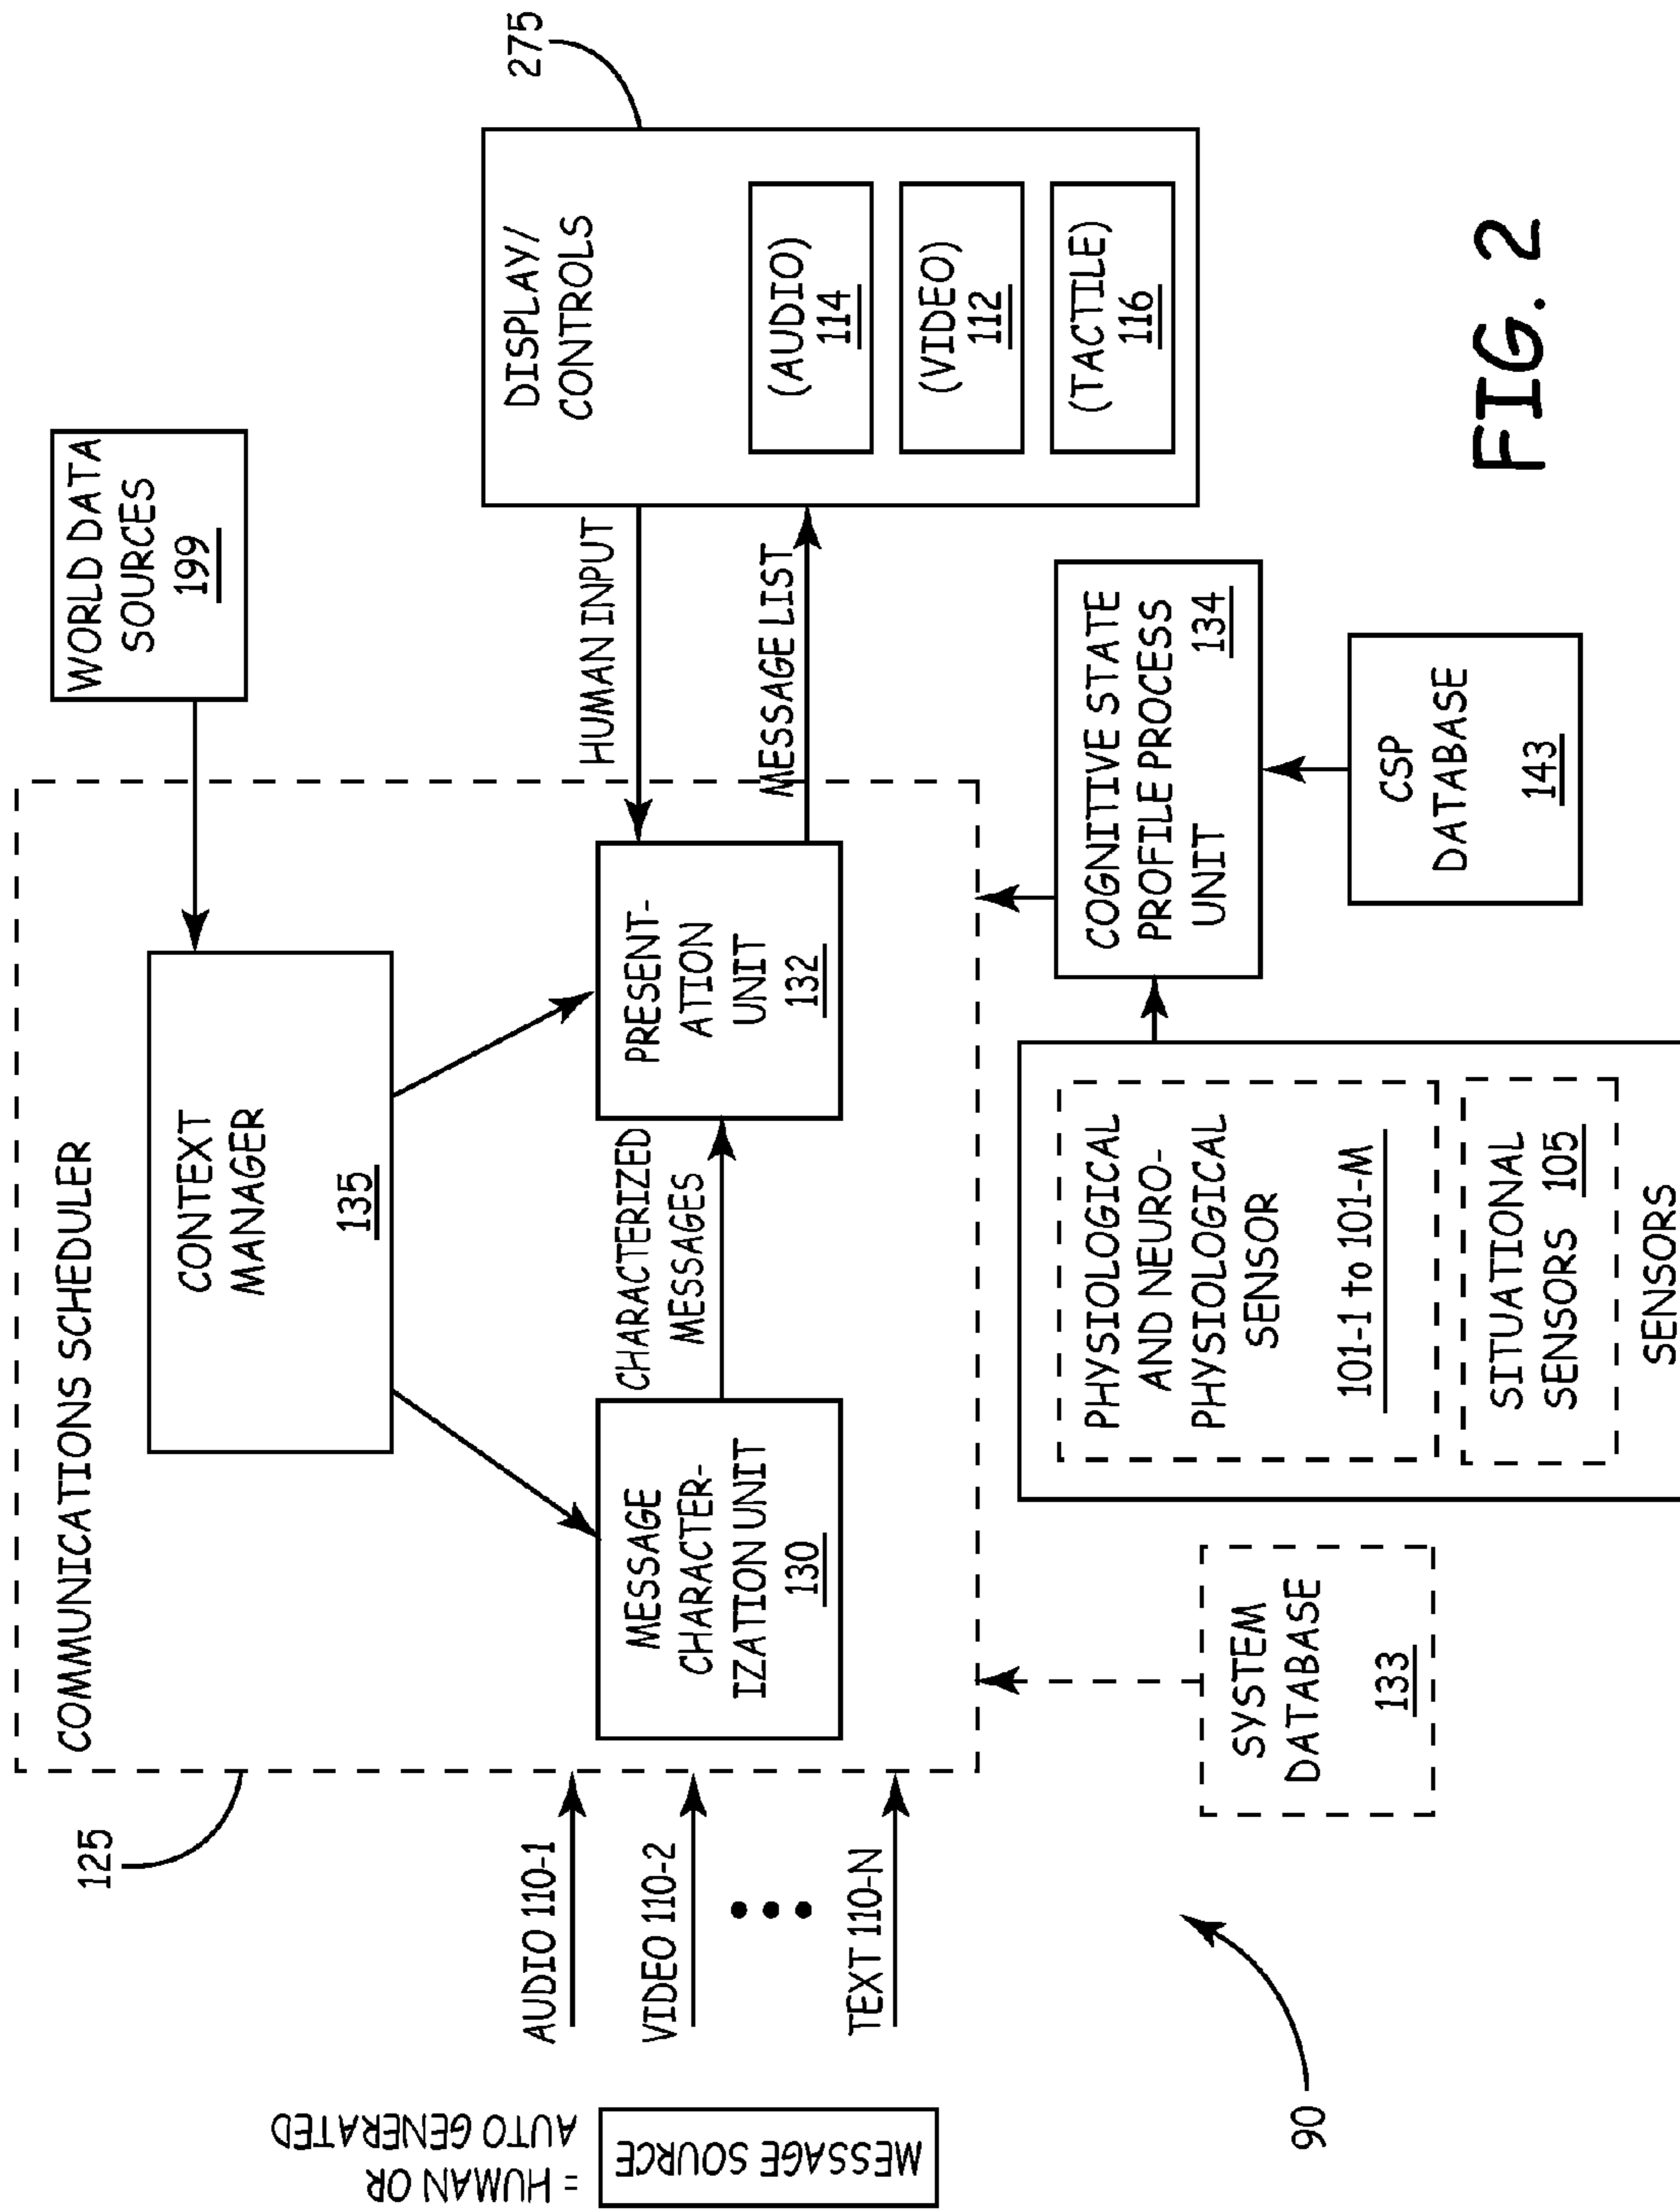 125
COMMUNICATIONS SCHEDULER
CONTEXT
MANAGER
135
WORLD DATA
SOURCES
199
275
MESSAGE SOURCE
= HUMAN OR
AUTO GENERATED
AUDIO 110-1
VIDEO 110-2
TEXT 110-N
MESSAGE
CHARACTER-
IZATION UNIT
130
CHARACTERIZED
MESSAGES
PRESENT-
ATION
UNIT
132
HUMAN INPUT
MESSAGE LIST
DISPLAY/
CONTROLS
(AUDIO)
114
(VIDEO)
112
(TACTILE)
116
90
SYSTEM
DATABASE
133
PHYSIOLOGICAL
AND NEURO-
PHYSIOLOGICAL
SENSOR
101-1 to 101-M
SITUATIONAL
SENSORS 105
SENSORS
COGNITIVE STATE
PROFILE PROCESS
UNIT 134
CSP
DATABASE
143
FIG. 2